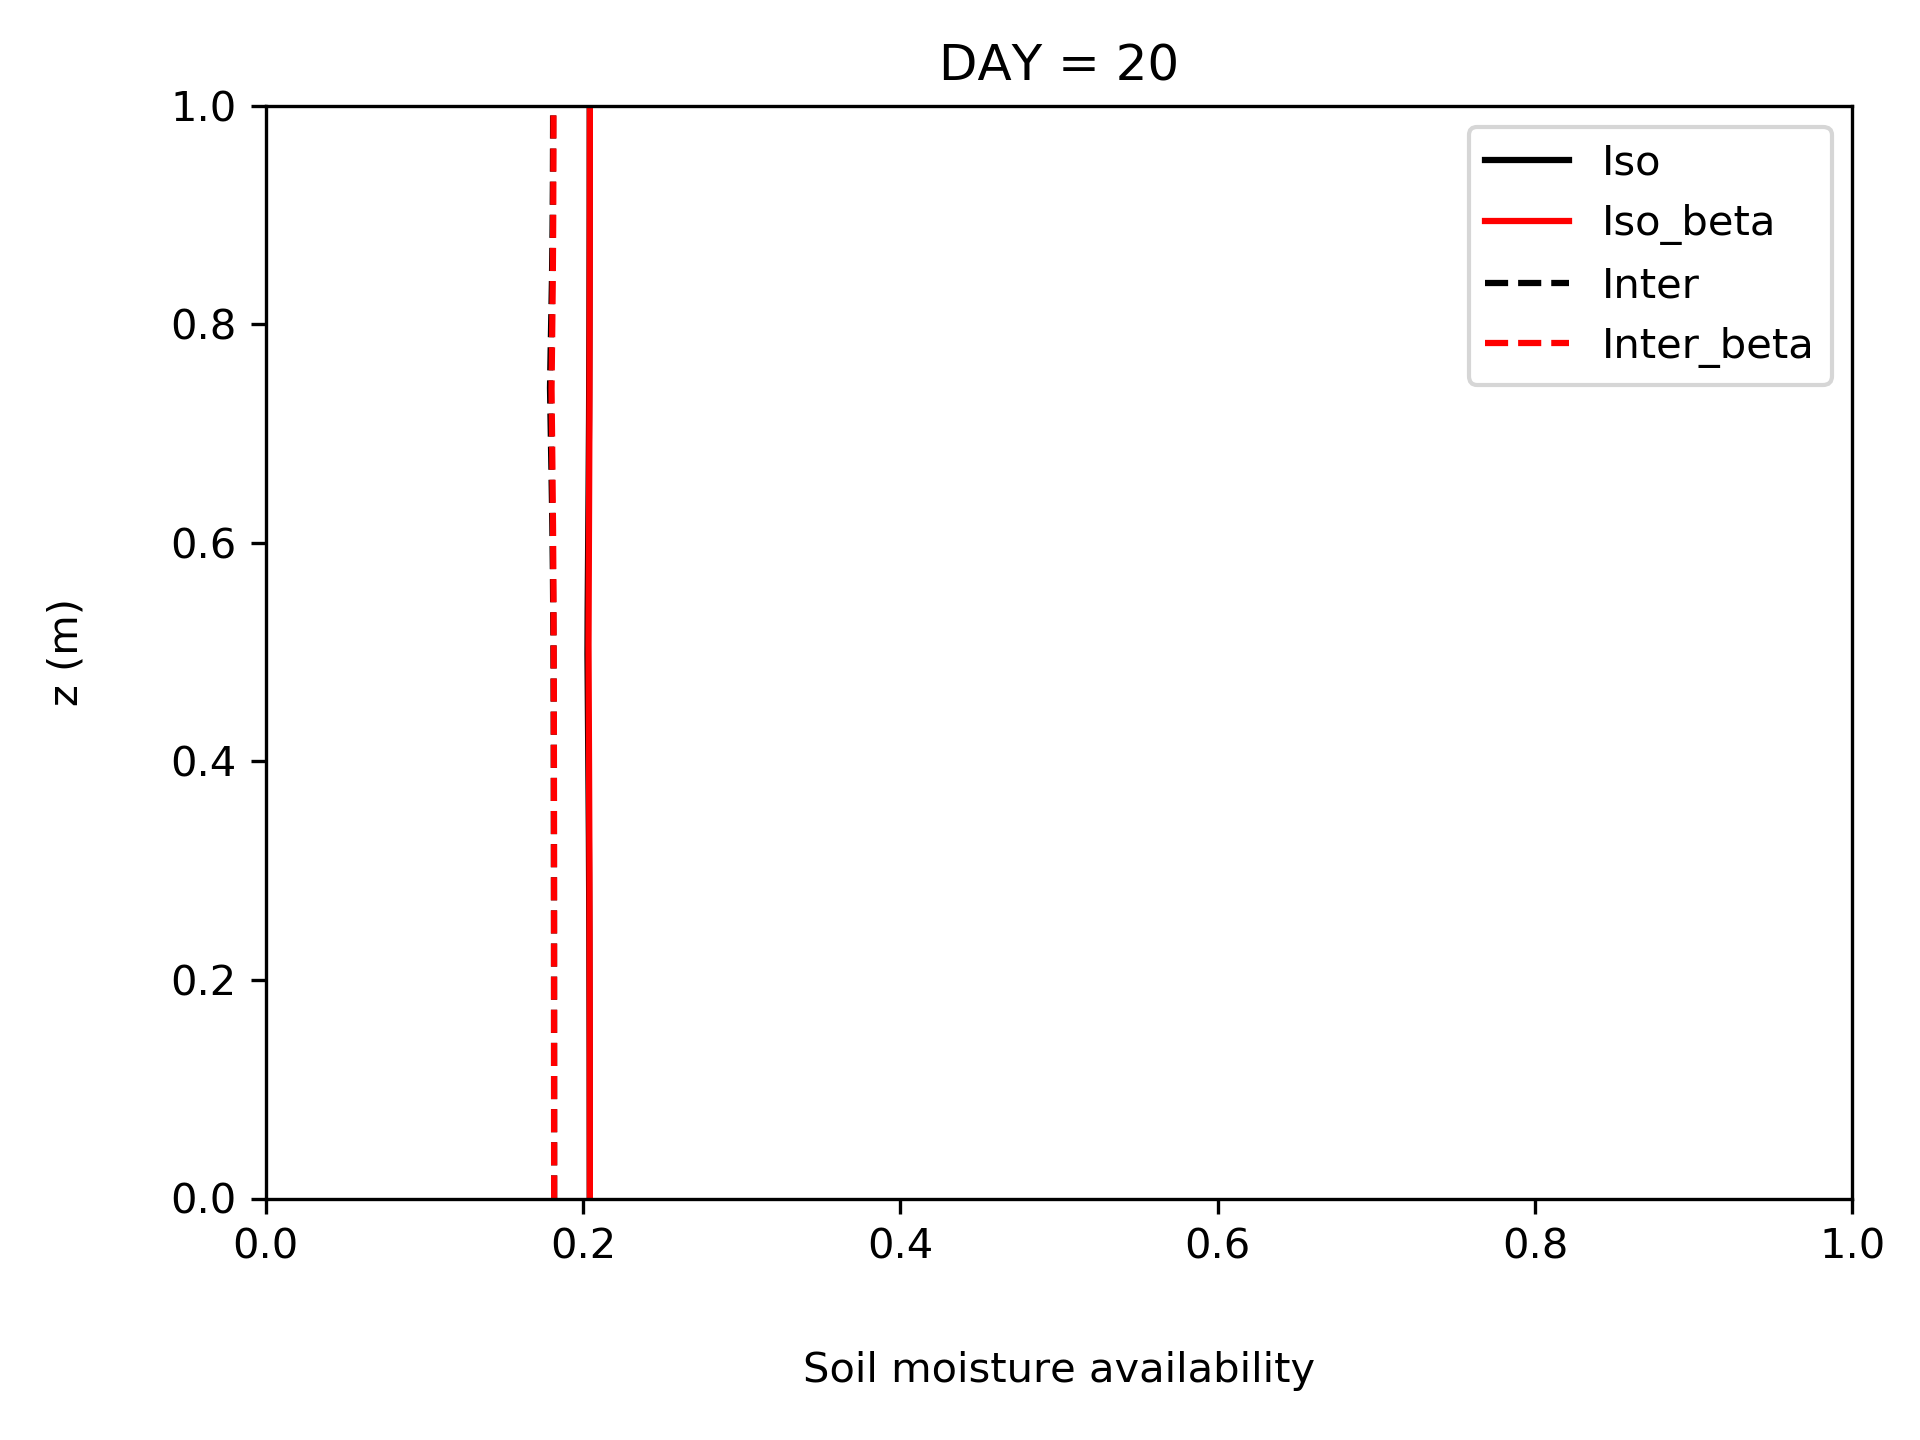 DAY = 20
1.0
0.8
0.6
0.4
0.2
0.0
z (m)
Iso
Iso_beta
Inter
Inter_beta
0.0 0.2 0.4 0.6 0.8 1.0
Soil moisture availability